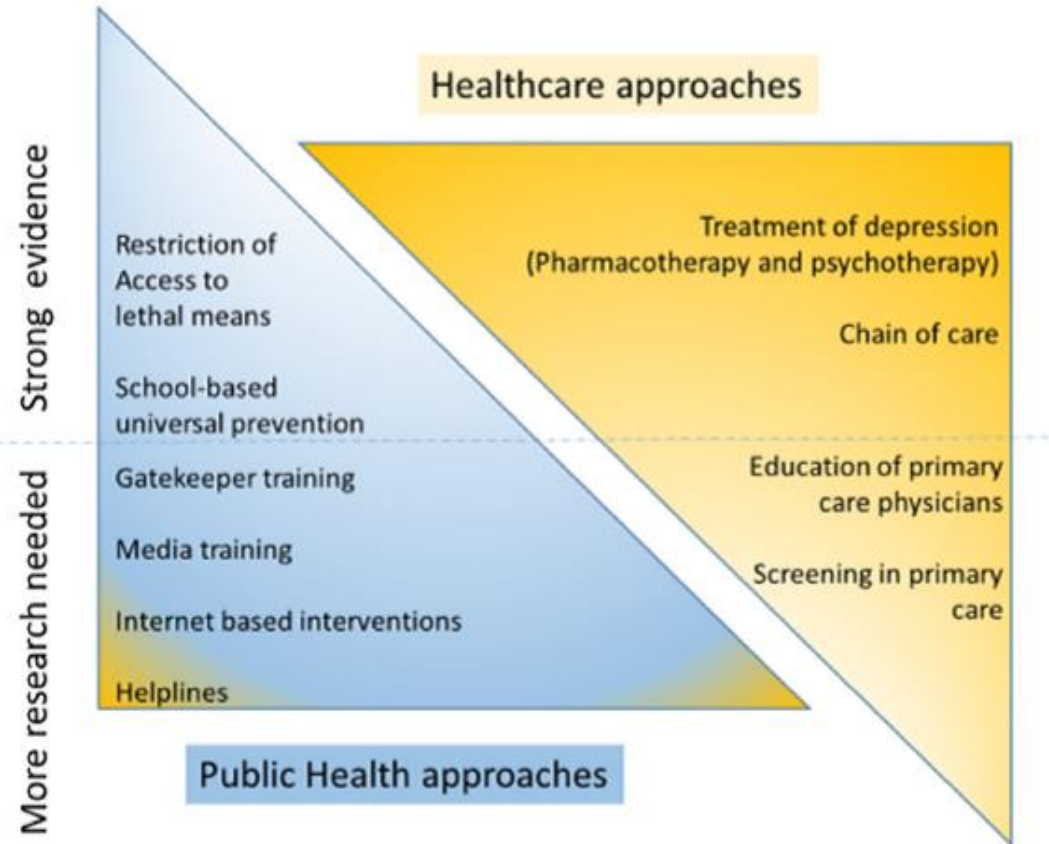 Healthcare approaches
Strong evidence
Treatment of depression
(Pharmacotherapy and psychotherapy)
Chain of care
Restriction of
Access to
lethal means
School-based
universal prevention
More research needed
Gatekeeper training
Media training
Internet based interventions
Helplines
Education of primary
care physicians
Screening in primary
care
Public Health approaches